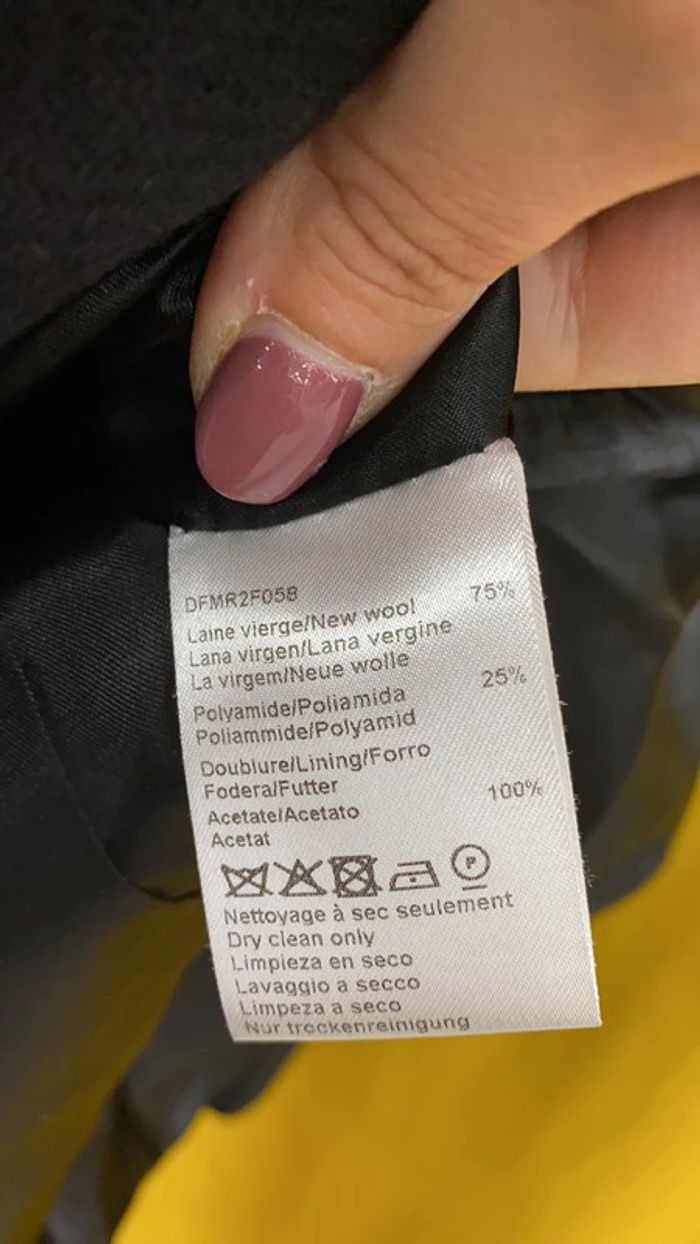 DFMR2F058
Laine vierge/New wool 75%
Lana virgen/Lana vergine
La virgem/Neue wolle
Polyamide/Poliamida 25%
Poliammide/Polyamid
Doublure/Lining/Forro
Fodera/Futter
Acetate/Acetato 100%
Acetat
P
Nettoyage à sec seulement
Dry clean only
Limpieza en seco
Lavaggio a secco
Limpeza a seco
Nur trockenreinigung